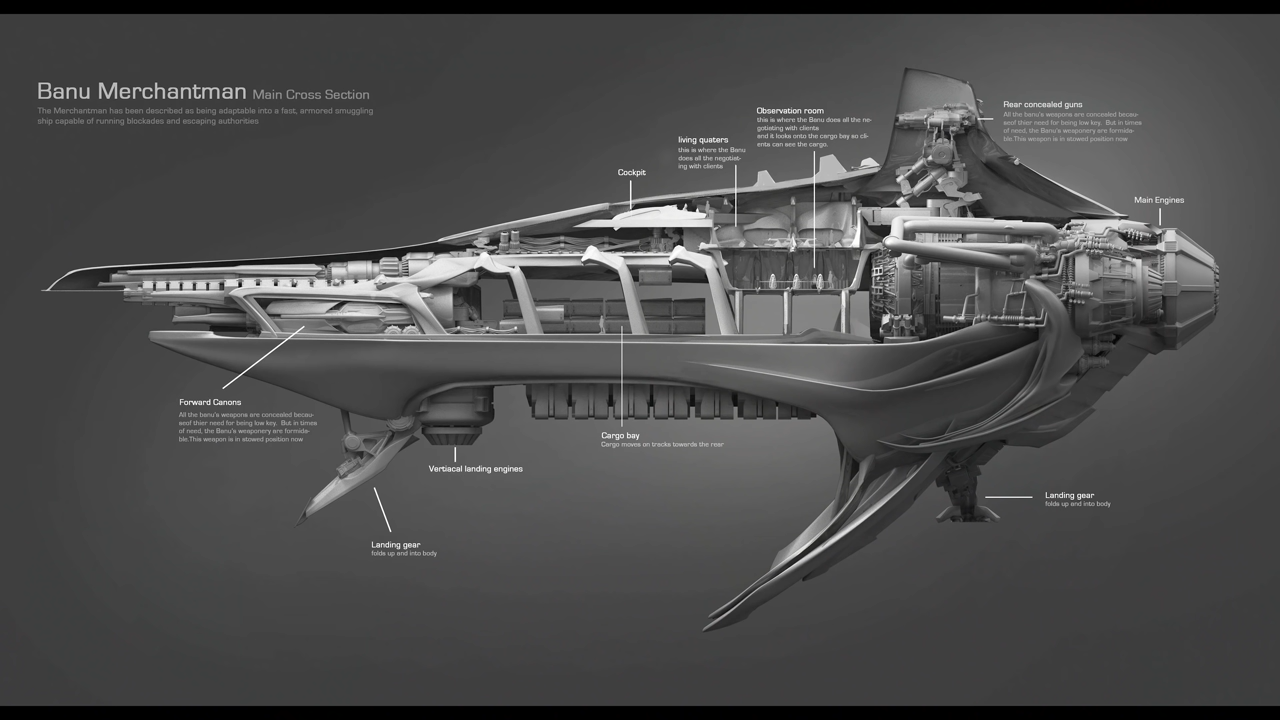 Banu Merchantman Main Cross Section
The Merchantman has been described as being adaptable into a fast, armored smuggling
ship capable of running blockades and escaping authorities
Observation room
this is where the Banu does all the ne-
gotiating with clienta
and it looks onto the cargo bay so cli-
enta can see the cargo.
Rear concealed guns
All the banu's weapons are concealed becau-
seof thier need for being low key. But in times
of need, the Banu's weaponery are formida-
ble.This weapon is in stowed position now
living quaters
this is where the Banu
does all the negotiat-
ing with clienta
Cockpit
Main Engines
Forward Canons
All the banu's weapons are concealed becau-
seof thier need for being low key. But in times
of need, the Banu's weaponery are formida-
ble.This weapon is in stowed position now
Cargo bay
Cargo moves on tracks towards the rear
Vertiacal landing engines
Landing gear
folds up and into body
Landing gear
folds up and into body